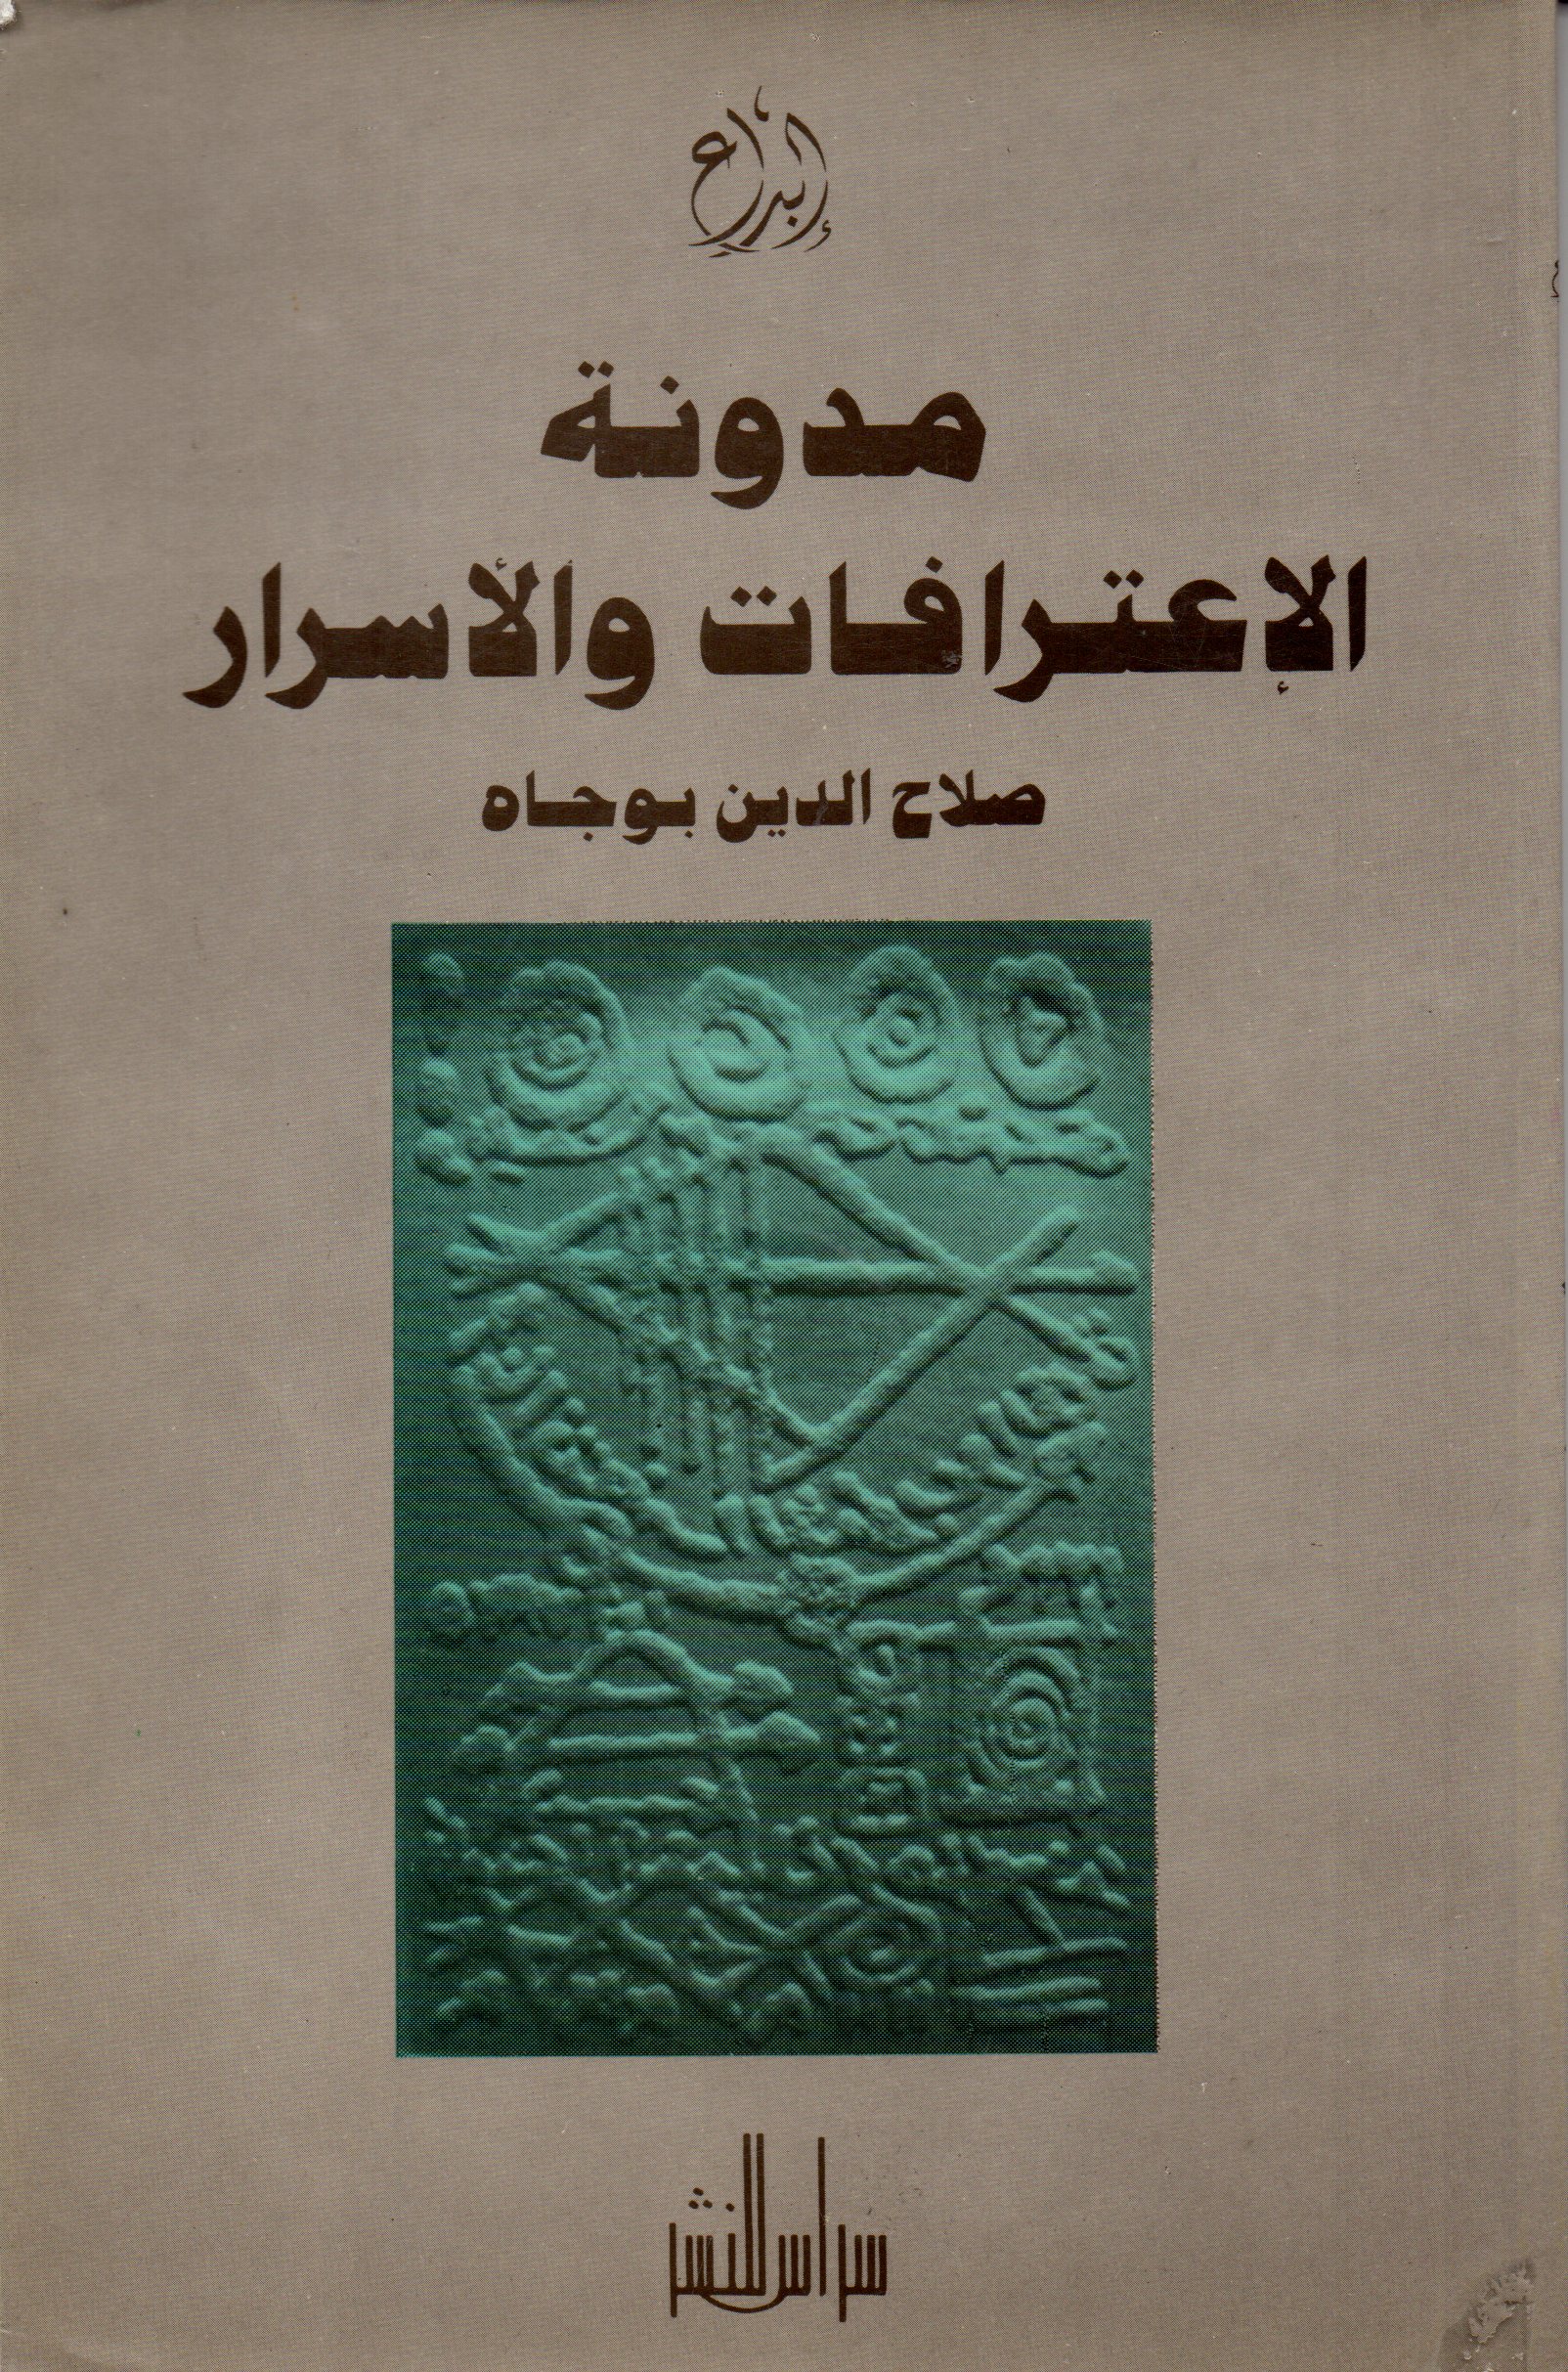 إبداع
مدونة
الإعترافات والأسرار
صلاح الدين بوجاه
سراس للنشر